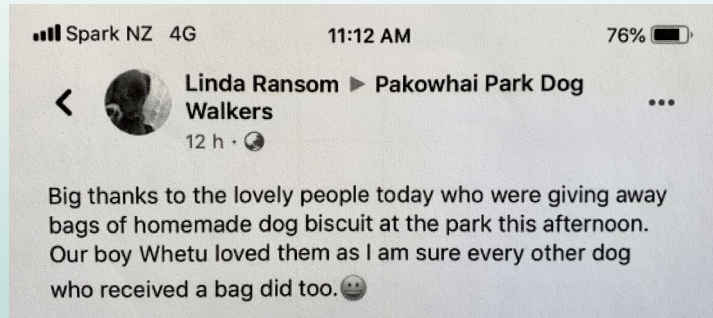 Spark NZ 4G 11:12 AM 76%
Linda Ransom ▶ Pakowhai Park Dog
Walkers
12 h ·
Big thanks to the lovely people today who were giving away
bags of homemade dog biscuit at the park this afternoon.
Our boy Whetu loved them as I am sure every other dog
who received a bag did too.😀